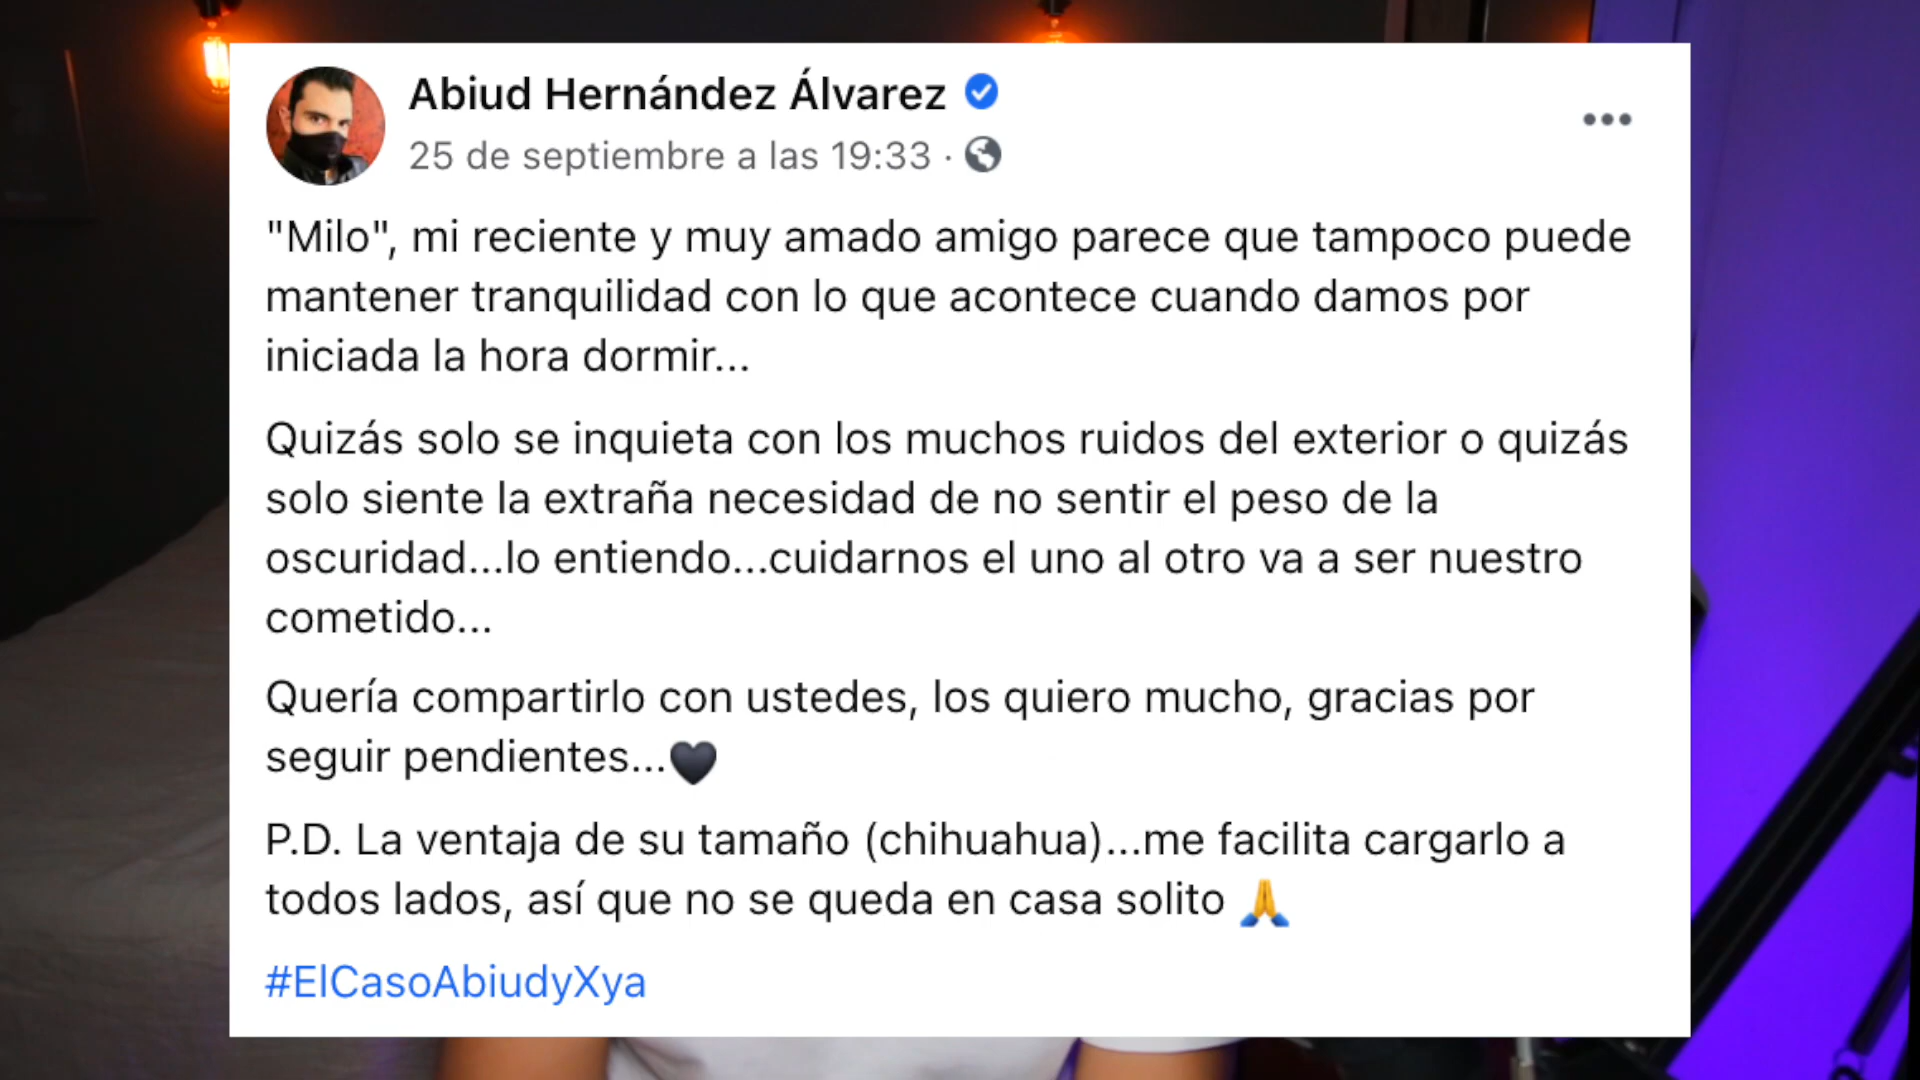 Abiud Hernández Álvarez
25 de septiembre a las 19:33 ·
"Milo", mi reciente y muy amado amigo parece que tampoco puede
mantener tranquilidad con lo que acontece cuando damos por
iniciada la hora dormir...
Quizás solo se inquieta con los muchos ruidos del exterior o quizás
solo siente la extraña necesidad de no sentir el peso de la
oscuridad...lo entiendo...cuidarnos el uno al otro va a ser nuestro
cometido...
Quería compartirlo con ustedes, los quiero mucho, gracias por
seguir pendientes...🖤
P.D. La ventaja de su tamaño (chihuahua)...me facilita cargarlo a
todos lados, así que no se queda en casa solito 🙏
#ElCasoAbiudyXya